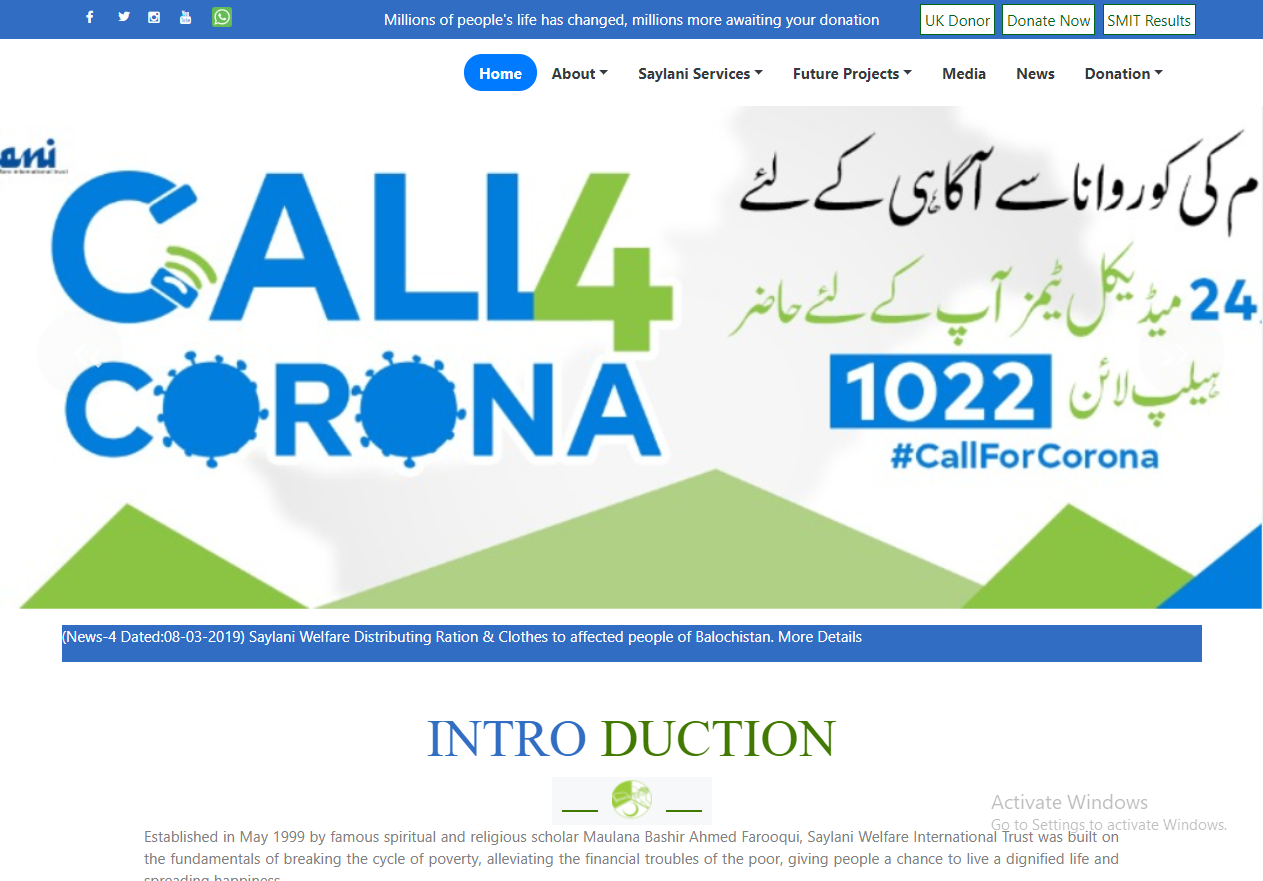 Millions of people's life has changed, millions more awaiting your donation
UK Donor
Donate Now
SMIT Results
Home
About
Saylani Services
Future Projects
Media
News
Donation
ani
CALL4
CORONA
م کی کورونا سے آگاہی کے لئے
24
میڈیکل ٹیمز آپ کے لئے حاضر
ہیلپ لائن
1022
#CallForCorona
(News-4 Dated:08-03-2019) Saylani Welfare Distributing Ration & Clothes to affected people of Balochistan. More Details
INTRO DUCTION
Established in May 1999 by famous spiritual and religious scholar Maulana Bashir Ahmed Farooqui, Saylani Welfare International Trust was built on
the fundamentals of breaking the cycle of poverty, alleviating the financial troubles of the poor, giving people a chance to live a dignified life and
spreading happiness.
Activate Windows
Go to Settings to activate Windows.